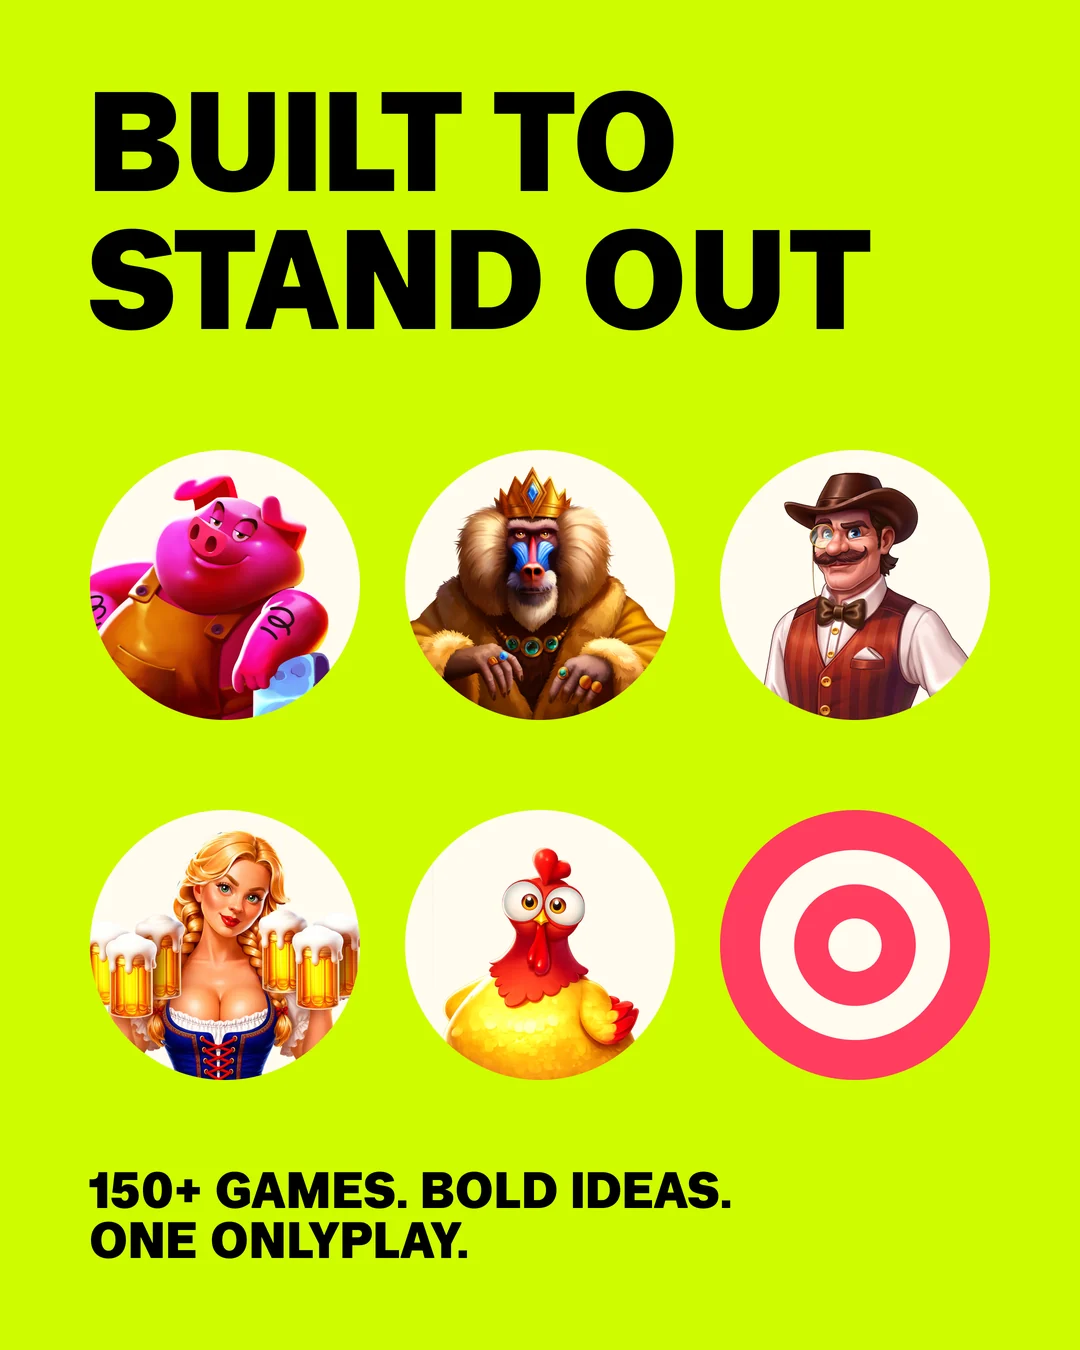 BUILT TO
STAND OUT
150+ GAMES. BOLD IDEAS.
ONE ONLYPLAY.